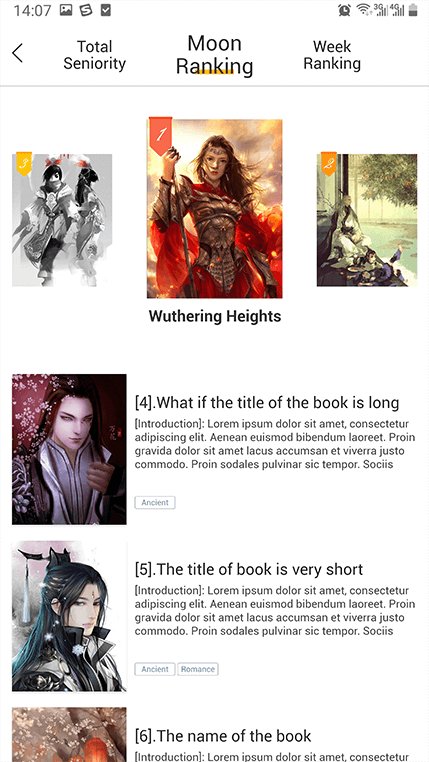 14:07
3G
4G
Total
Seniority
Moon
Ranking
Week
Ranking
3
1
2
Wuthering Heights
[4].What if the title of the book is long
[Introduction]: Lorem ipsum dolor sit amet, consectetur
adipiscing elit. Aenean euismod bibendum laoreet. Proin
gravida dolor sit amet lacus accumsan et viverra justo
commodo. Proin sodales pulvinar sic tempor. Sociis
Ancient
[5].The title of book is very short
[Introduction]: Lorem ipsum dolor sit amet, consectetur
adipiscing elit. Aenean euismod bibendum laoreet. Proin
gravida dolor sit amet lacus accumsan et viverra justo
commodo. Proin sodales pulvinar sic tempor. Sociis
Ancient
Romance
[6].The name of the book
[Introduction]: Lorem ipsum dolor sit amet, consectetur